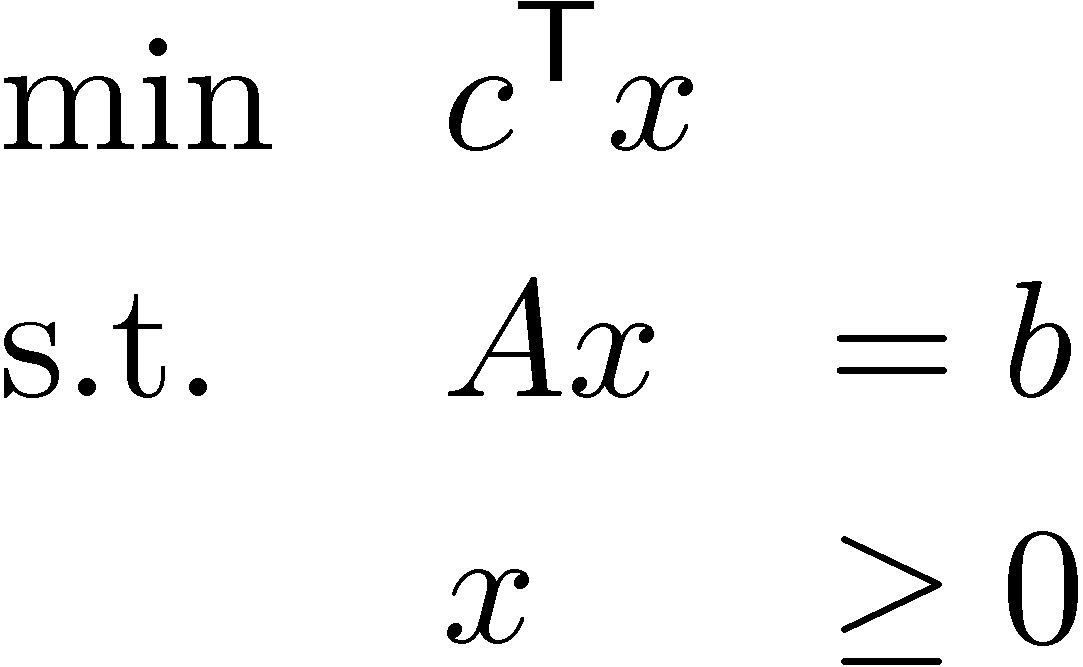 min c⊤x
s.t. Ax = b
x ≥ 0